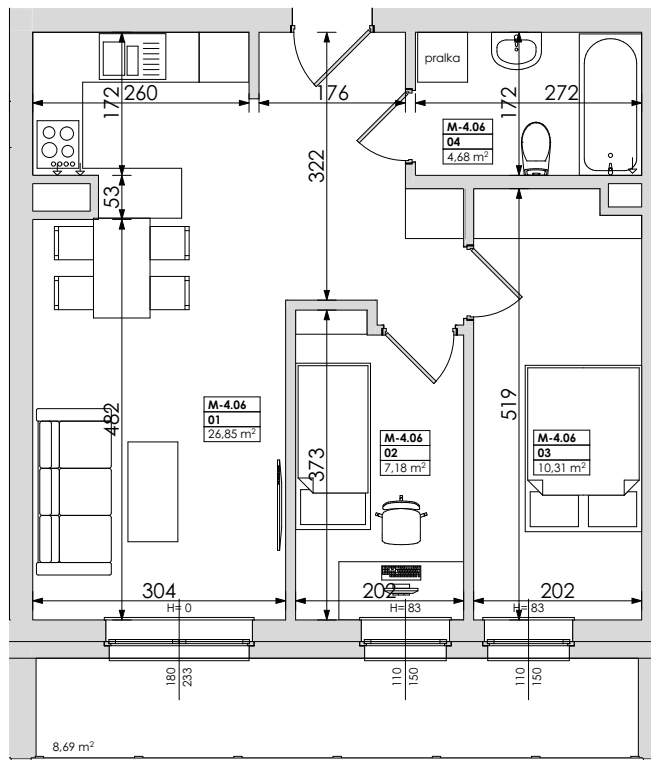 pralka
172
260
176
172
272
M-4.06
04
4,68 m²
53
322
482
M-4.06
01
26,85 m²
373
M-4.06
02
7,18 m²
519
M-4.06
03
10,31 m²
304
202
202
H= 0
H= 83
H= 83
180
233
110
150
110
150
8,69 m²